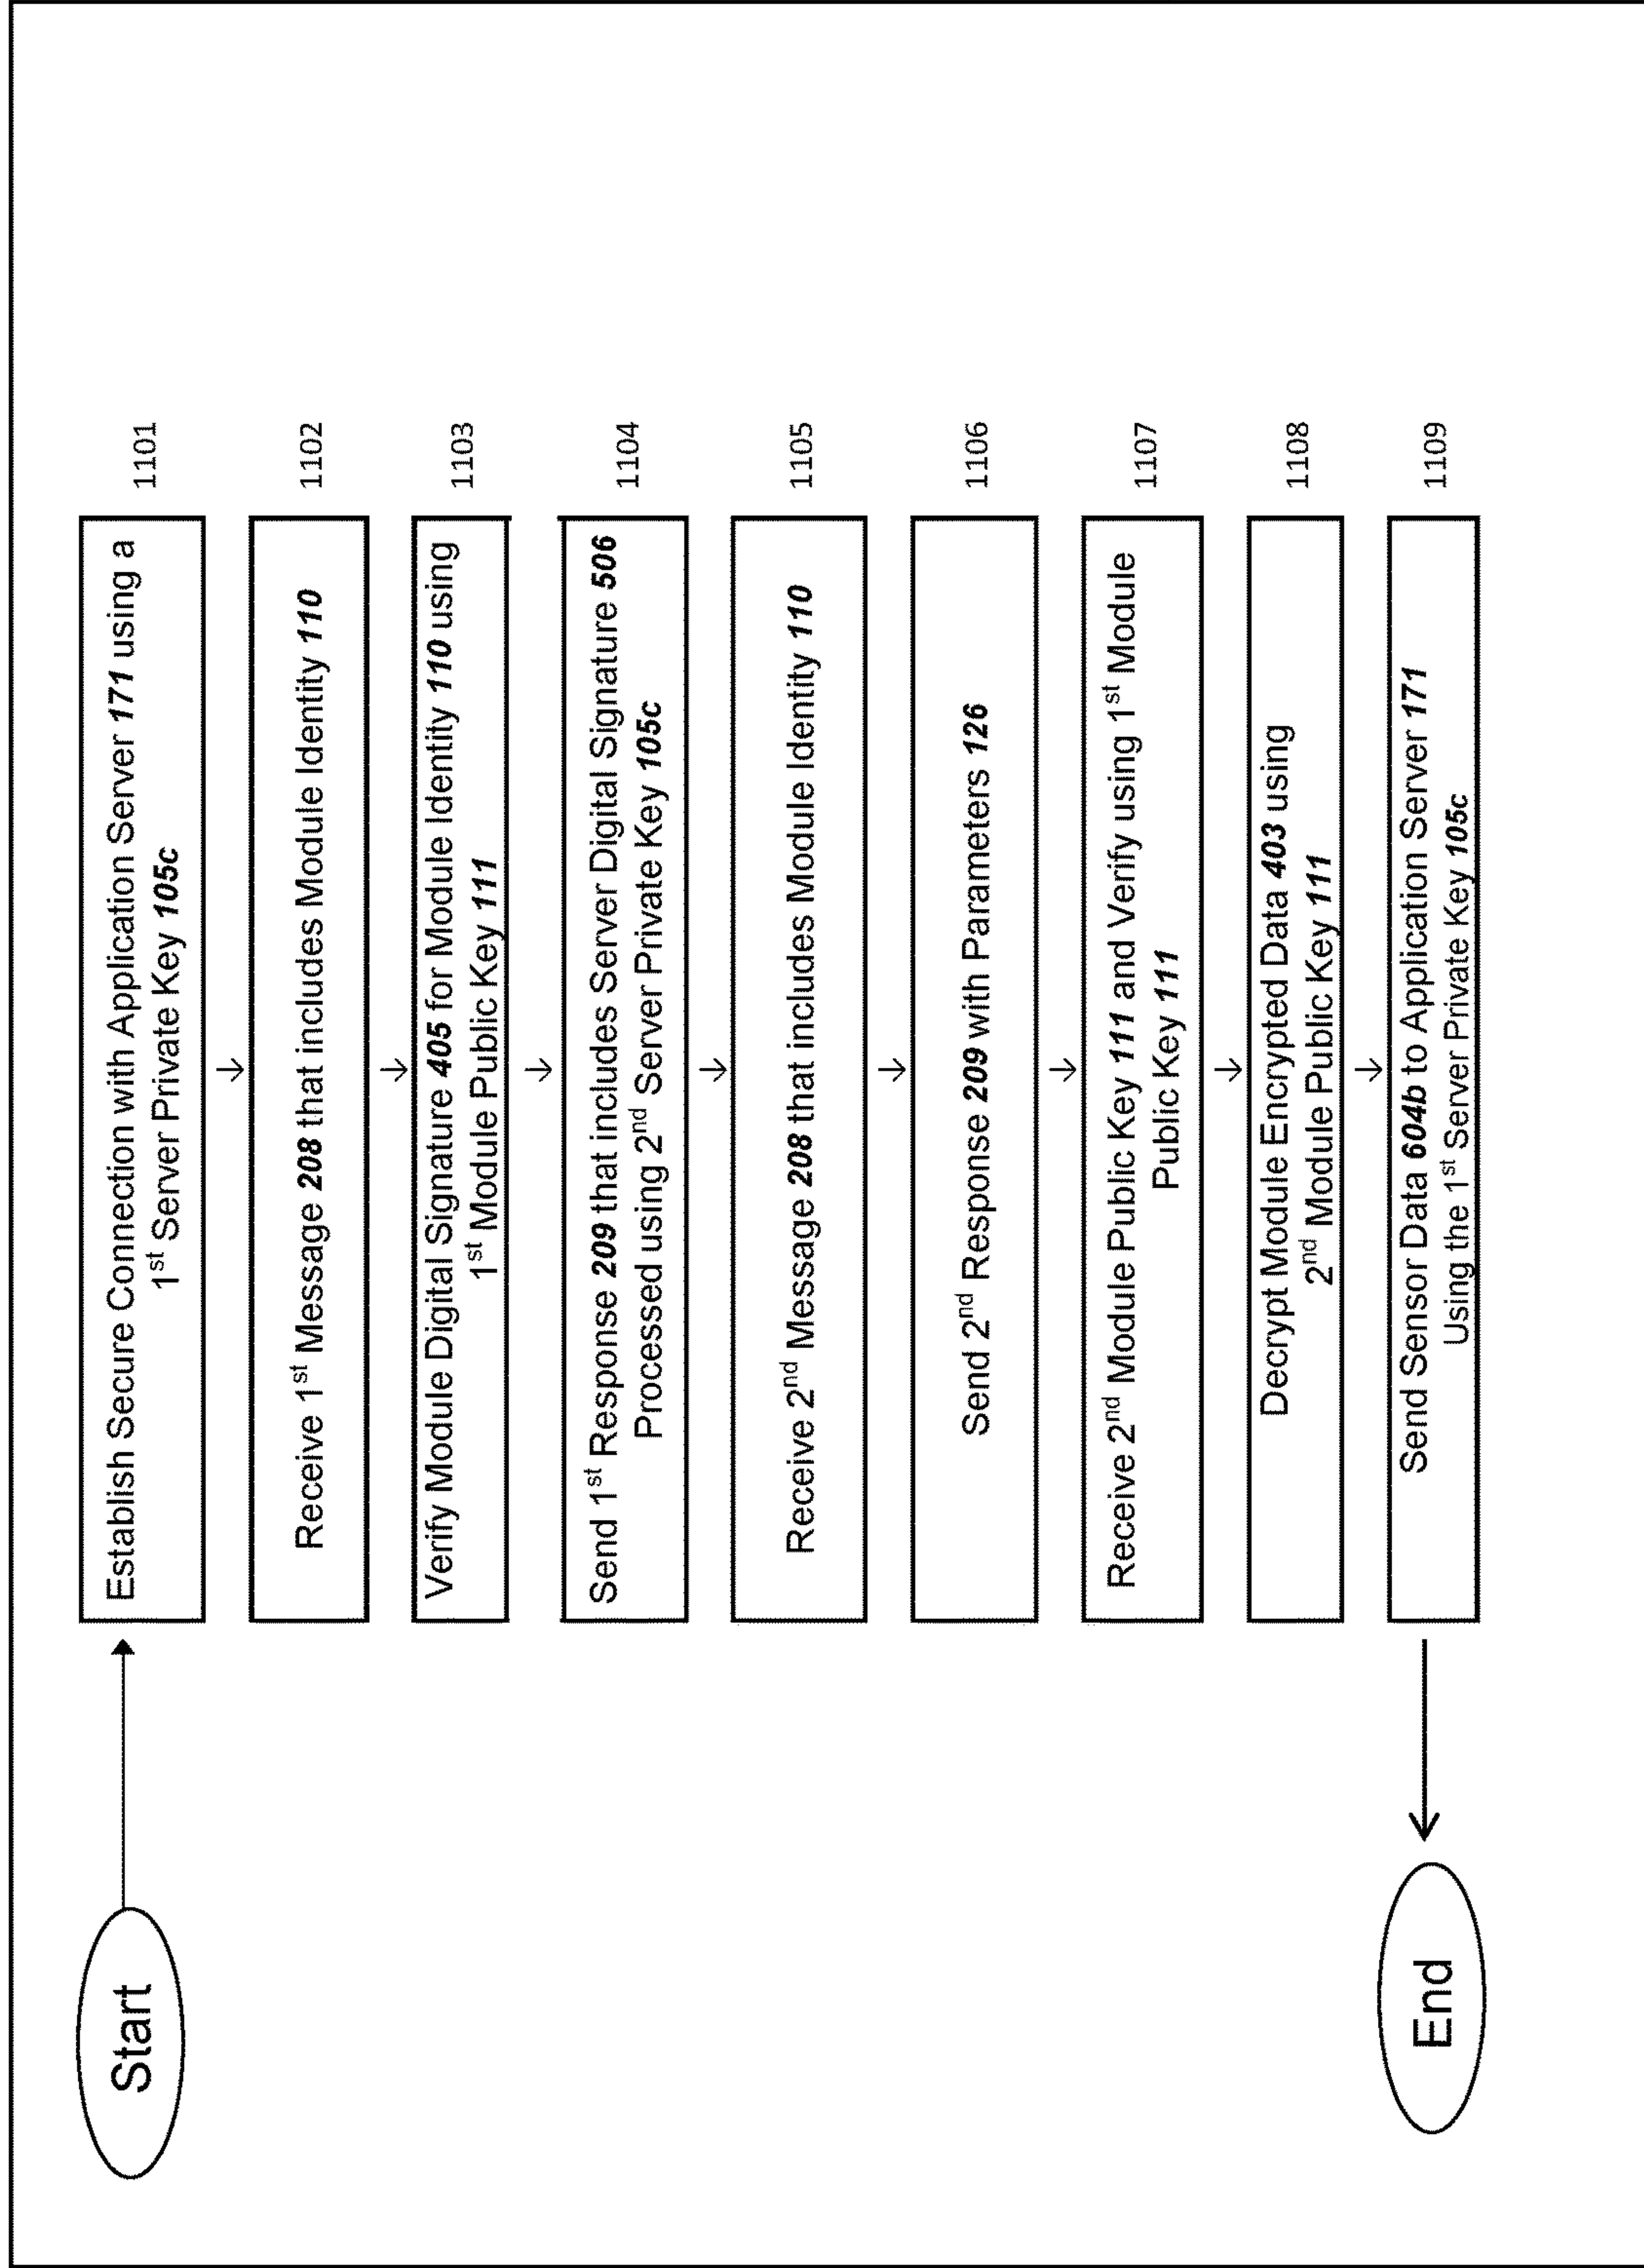 Start
Establish Secure Connection with Application Server 171 using a
1st Server Private Key 105c
1101
Receive 1st Message 208 that includes Module Identity 110
1102
Verify Module Digital Signature 405 for Module Identity 110 using
1st Module Public Key 111
1103
Send 1st Response 209 that includes Server Digital Signature 506
Processed using 2nd Server Private Key 105c
1104
Receive 2nd Message 208 that includes Module Identity 110
1105
Send 2nd Response 209 with Parameters 126
1106
Receive 2nd Module Public Key 111 and Verify using 1st Module
Public Key 111
1107
Decrypt Module Encrypted Data 403 using
2nd Module Public Key 111
1108
Send Sensor Data 604b to Application Server 171
Using the 1st Server Private Key 105c
1109
End